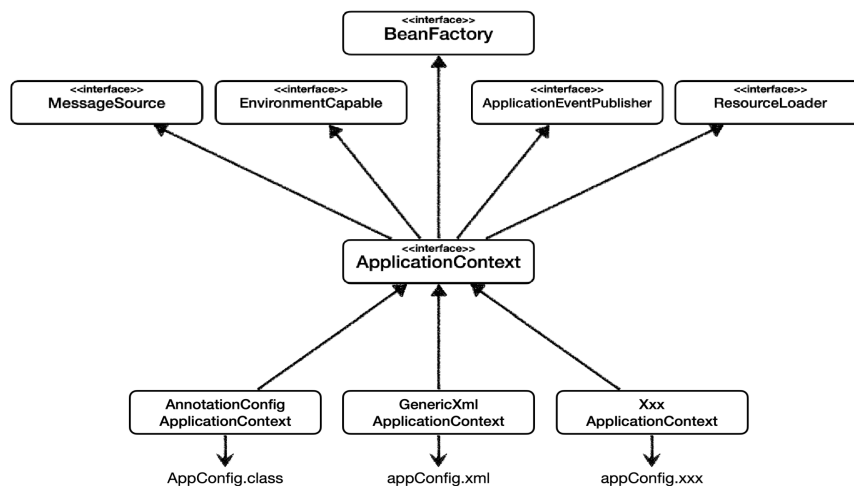 <<interface>>
BeanFactory
<<interface>>
MessageSource
<<interface>>
EnvironmentCapable
<<interface>>
ApplicationEventPublisher
<<interface>>
ResourceLoader
<<interface>>
ApplicationContext
AnnotationConfig
ApplicationContext
GenericXml
ApplicationContext
Xxx
ApplicationContext
AppConfig.class
appConfig.xml
appConfig.xxx